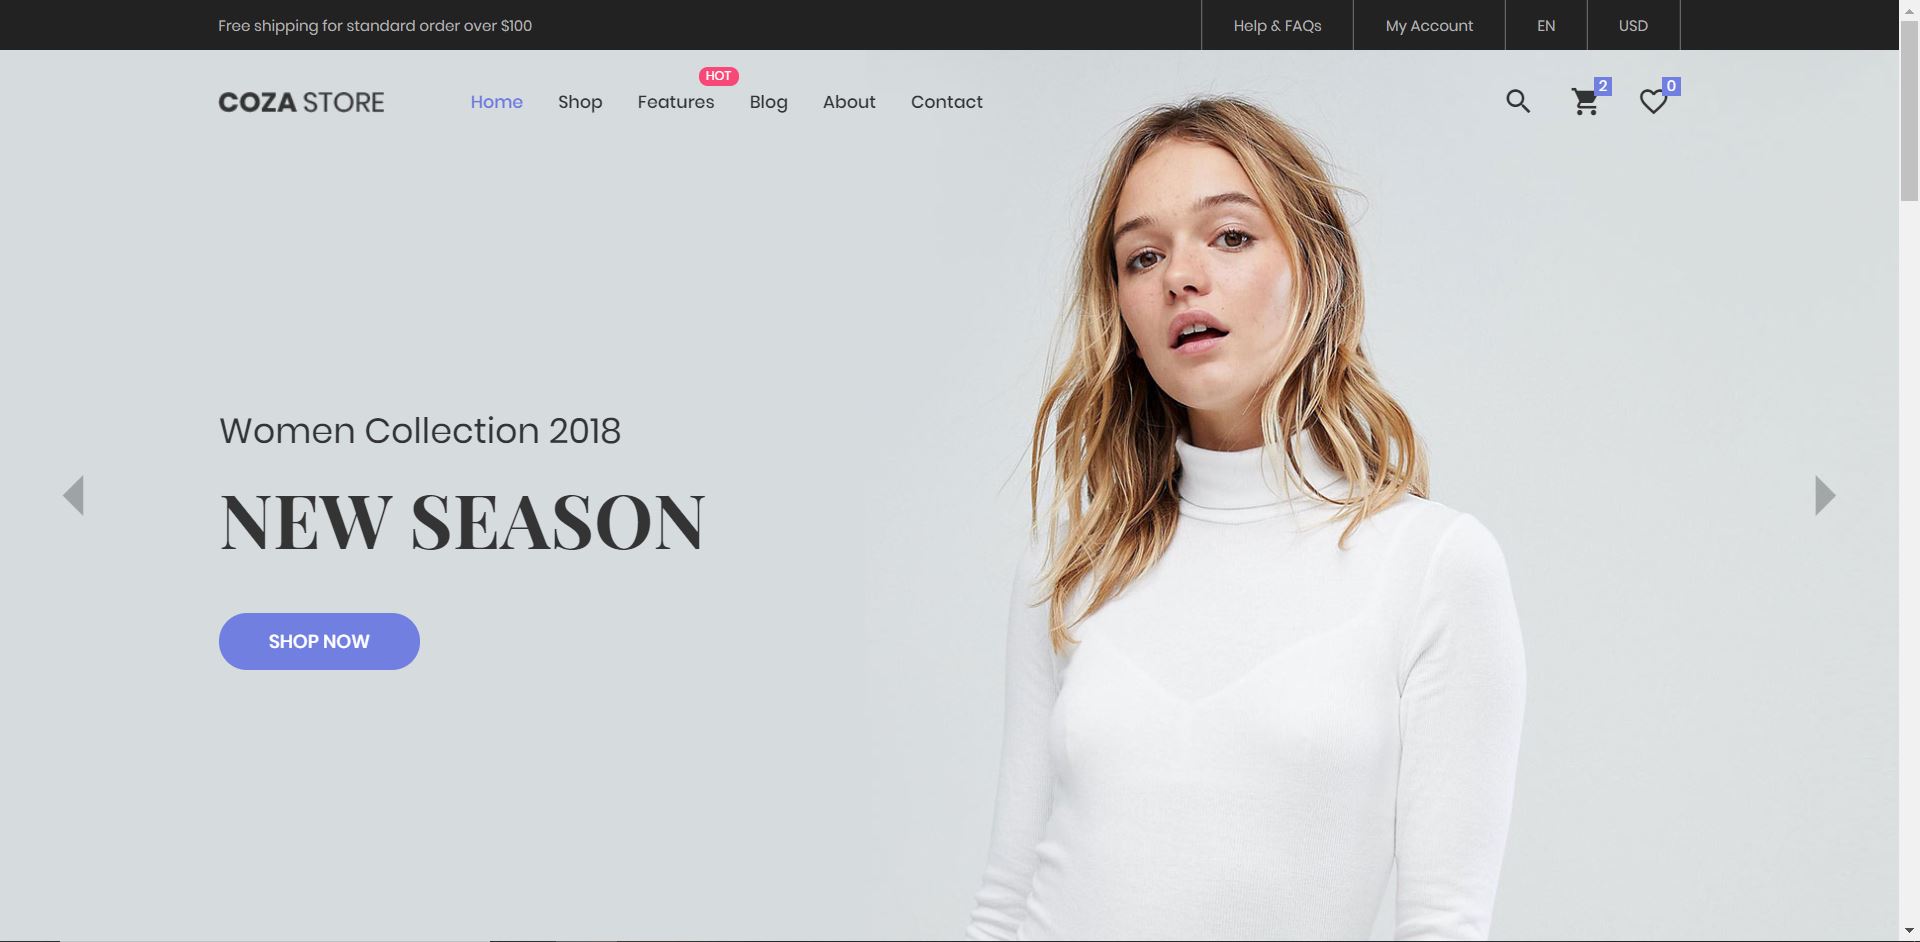 Free shipping for standard order over $100
Help & FAQs
My Account
EN
USD
COZA STORE
Home
Shop
Features
HOT
Blog
About
Contact
2
0
Women Collection 2018
NEW SEASON
SHOP NOW